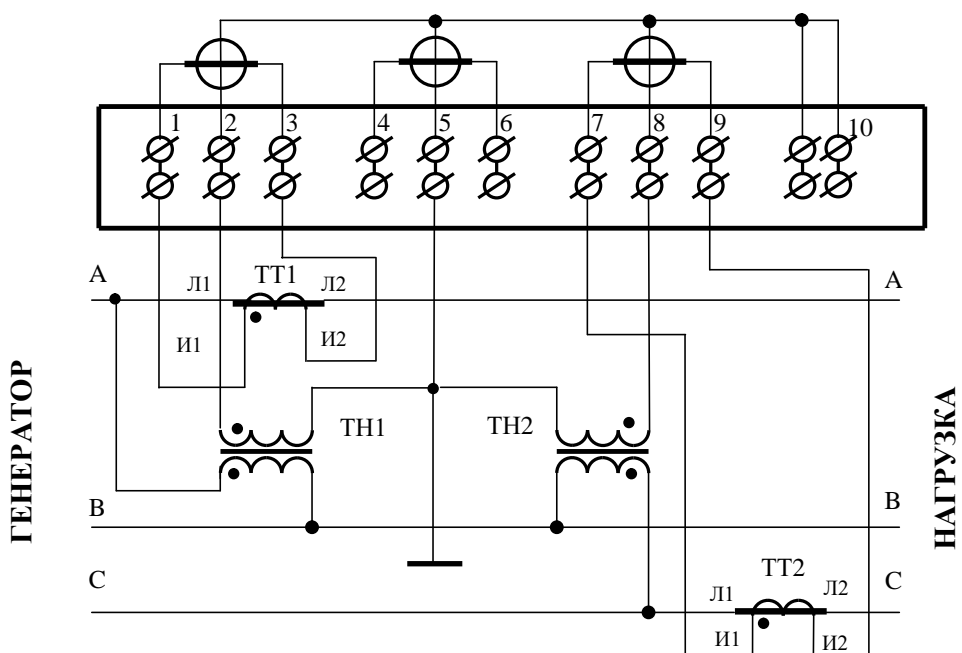 1 2 3 4 5 6 7 8 9 10
А ТТ1 А
Л1 Л2
И1 И2
ГЕНЕРАТОР
НАГРУЗКА
ТН1 ТН2
В В
С ТТ2 С
Л1 Л2
И1 И2